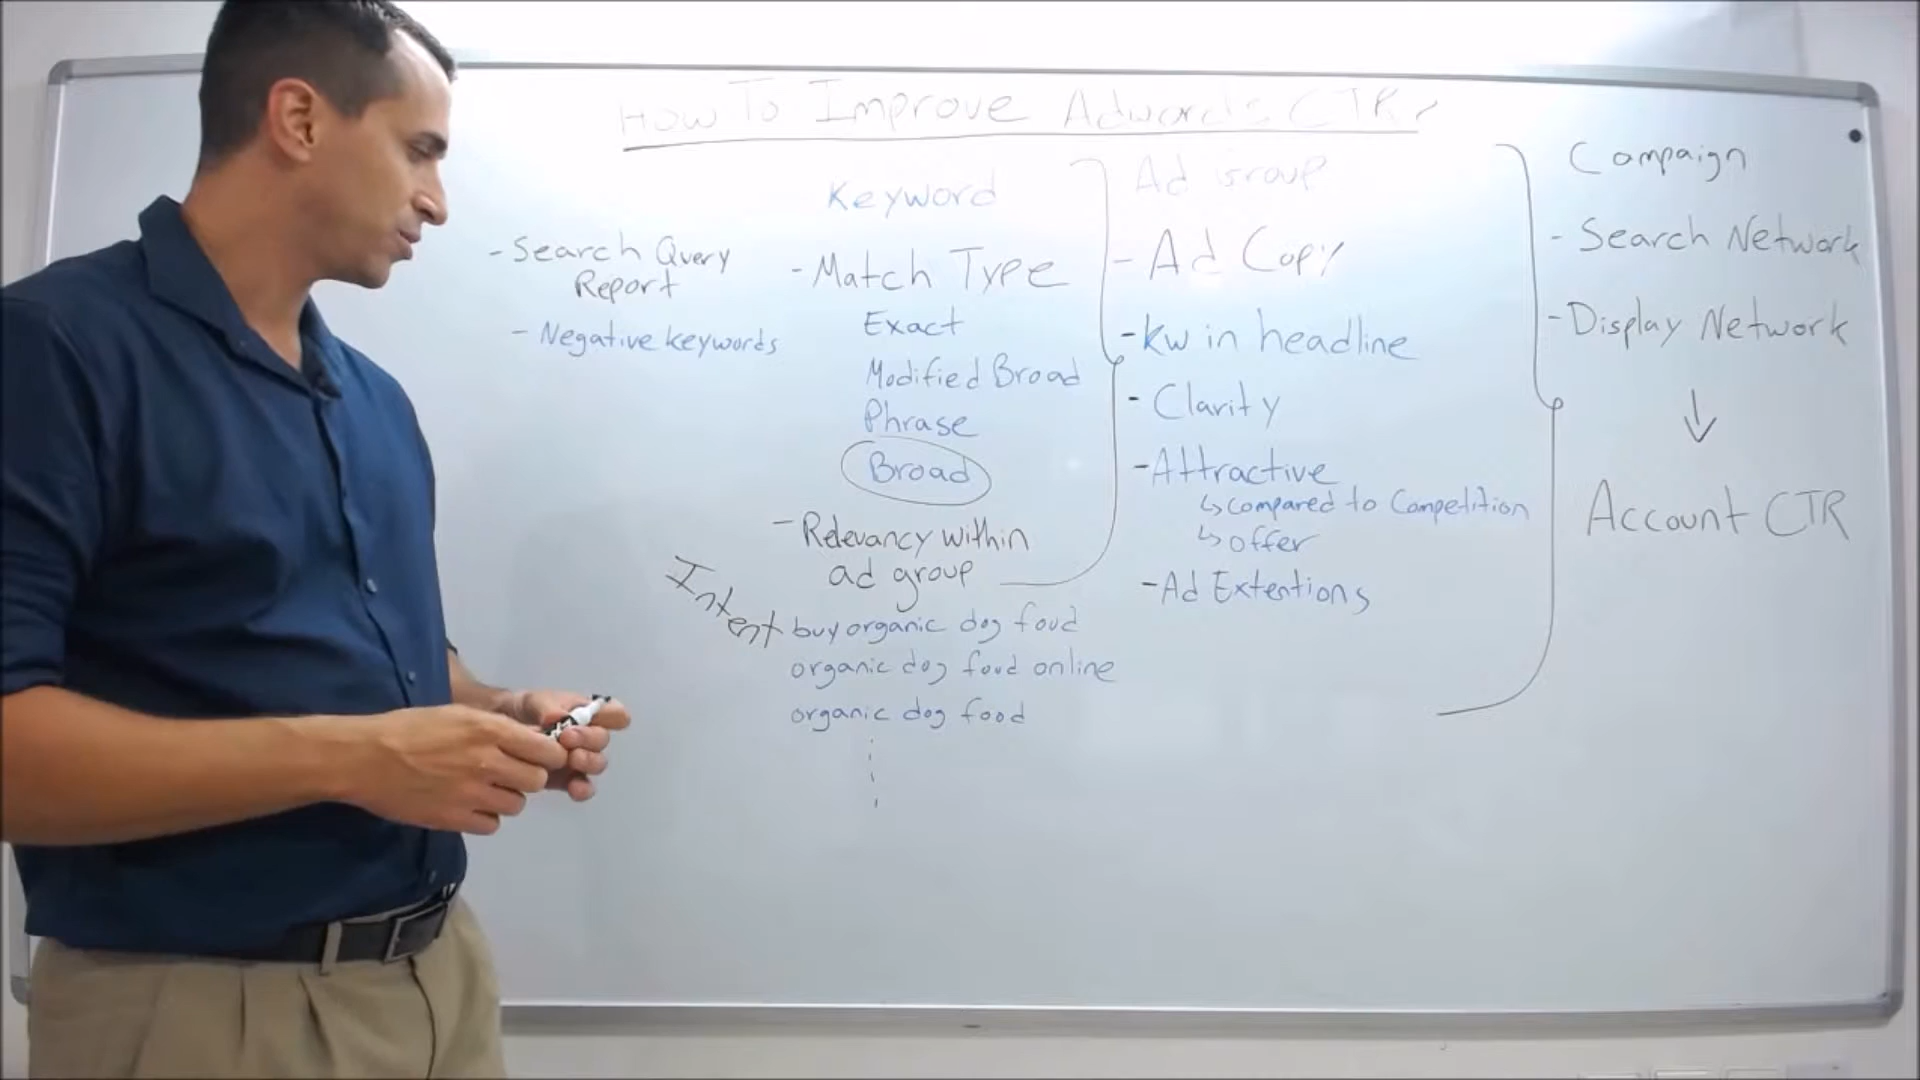 How To Improve Adwords CTR
Keyword
- Search Query
Report
- Negative keywords
- Match Type
Exact
Modified Broad
Phrase
Broad
- Relevancy within
ad group
Intent
buy organic dog food
organic dog food online
organic dog food
Ad Group
- Ad Copy
- Kw in headline
- Clarity
- Attractive
↳ compared to Competition
↳ offer
- Ad Extentions
Campaign
- Search Network
- Display Network
↓
Account CTR